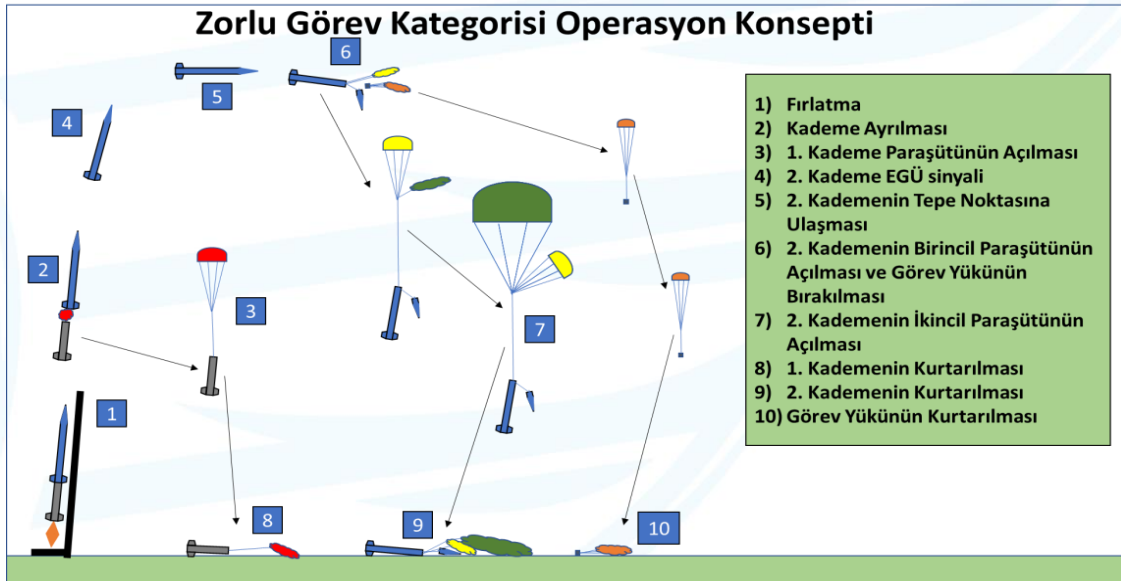 Zorlu Görev Kategorisi Operasyon Konsepti
6
5
4
2
3
7
1
8
9
10
1) Fırlatma
2) Kademe Ayrılması
3) 1. Kademe Paraşütünün Açılması
4) 2. Kademe EGÜ sinyali
5) 2. Kademenin Tepe Noktasına
Ulaşması
6) 2. Kademenin Birincil Paraşütünün
Açılması ve Görev Yükünün
Bırakılması
7) 2. Kademenin İkincil Paraşütünün
Açılması
8) 1. Kademenin Kurtarılması
9) 2. Kademenin Kurtarılması
10) Görev Yükünün Kurtarılması